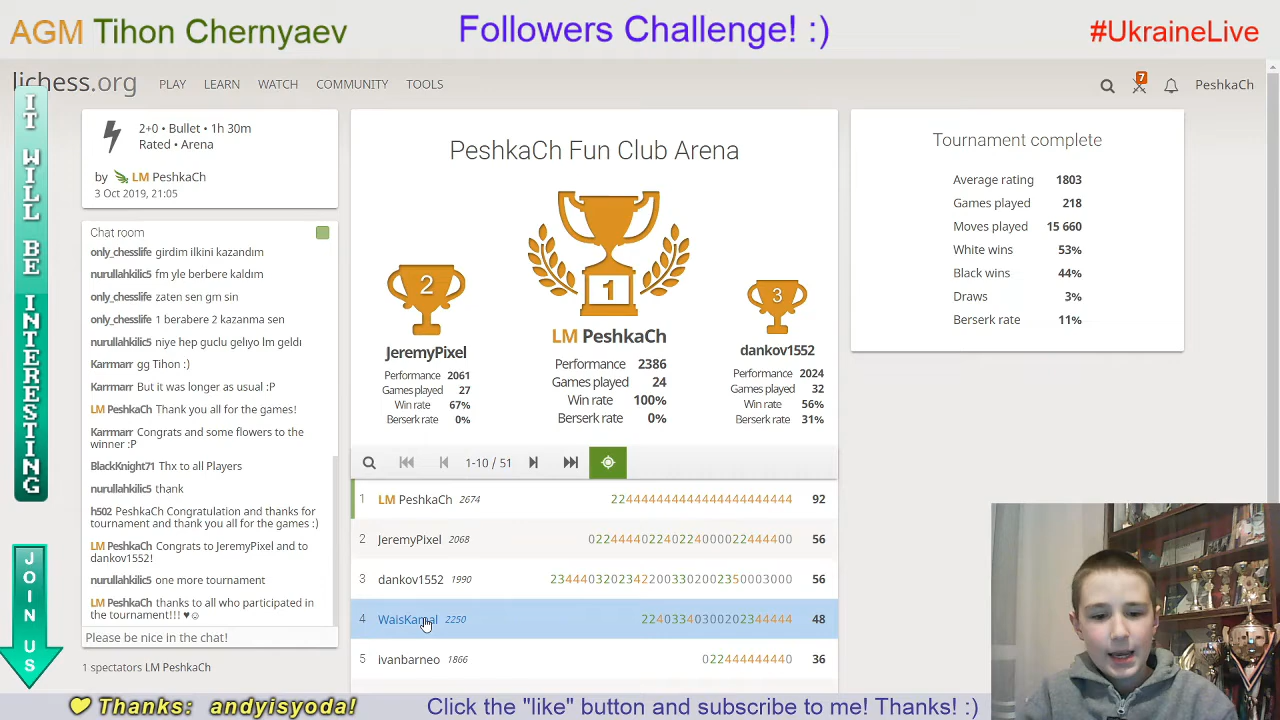 AGM Tihon Chernyaev
Followers Challenge! :)
#UkraineLive
lichess.org
PLAY LEARN WATCH COMMUNITY TOOLS
7
PeshkaCh
IT WILL BE INTERESTING
JOIN US
2+0 • Bullet • 1h 30m
Rated • Arena
by LM PeshkaCh
3 Oct 2019, 21:05
Chat room
only_chesslife girdim ilkini kazandım
nurullahkilic5 fm yle berbere kaldım
only_chesslife zaten sen gm sin
only_chesslife 1 berabere 2 kazanma sen
nurullahkilic5 niye hep guclu gelıyo lm geldı
Karrmarr gg Tihon :)
Karrmarr But it was longer as usual :P
LM PeshkaCh Thank you all for the games!
Karrmarr Congrats and some flowers to the
winner :P
BlackKnight71 Thx to all Players
nurullahkilic5 thank
h502 PeshkaCh Congratulation and thanks for
tournament and thank you all for the games :)
LM PeshkaCh Congrats to JeremyPixel and to
dankov1552!
nurullahkilic5 one more tournament
LM PeshkaCh thanks to all who participated in
the tournament!!! ♥☺
Please be nice in the chat!
1 spectators LM PeshkaCh
PeshkaCh Fun Club Arena
2
JeremyPixel
Performance 2061
Games played 27
Win rate 67%
Berserk rate 0%
1
LM PeshkaCh
Performance 2386
Games played 24
Win rate 100%
Berserk rate 0%
3
dankov1552
Performance 2024
Games played 32
Win rate 56%
Berserk rate 31%
1-10 / 51
1 LM PeshkaCh 2674 92
2 JeremyPixel 2068 022444402240224000022444400 56
3 dankov1552 1990 56
4 WaisKamal 2250 48
5 ivanbarneo 1866 36
Tournament complete
Average rating 1803
Games played 218
Moves played 15 660
White wins 53%
Black wins 44%
Draws 3%
Berserk rate 11%
Thanks: andyisyoda!
Click the "like" button and subscribe to me! Thanks! :)